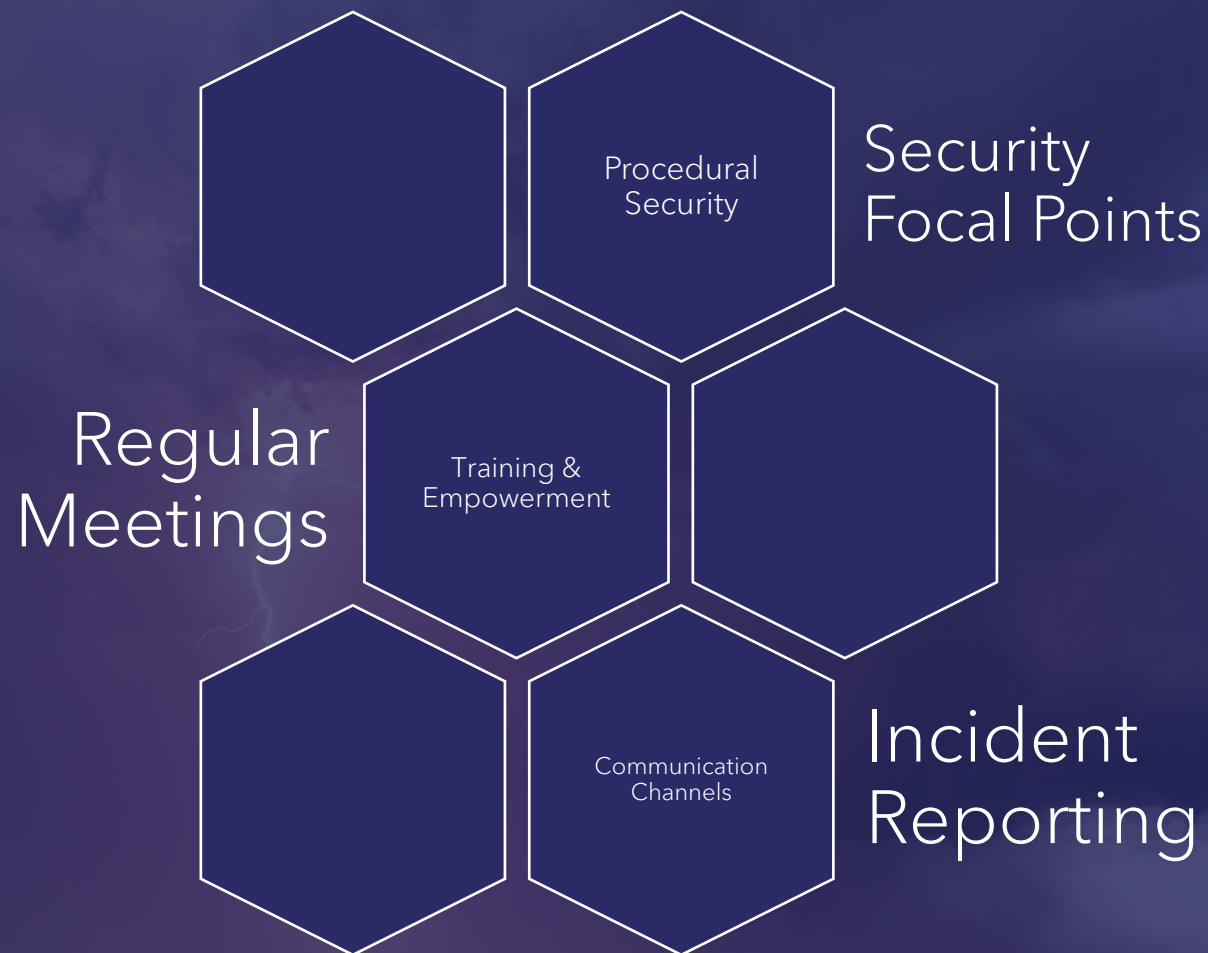 Procedural
Security
Security
Focal Points
Regular
Meetings
Training &
Empowerment
Communication
Channels
Incident
Reporting